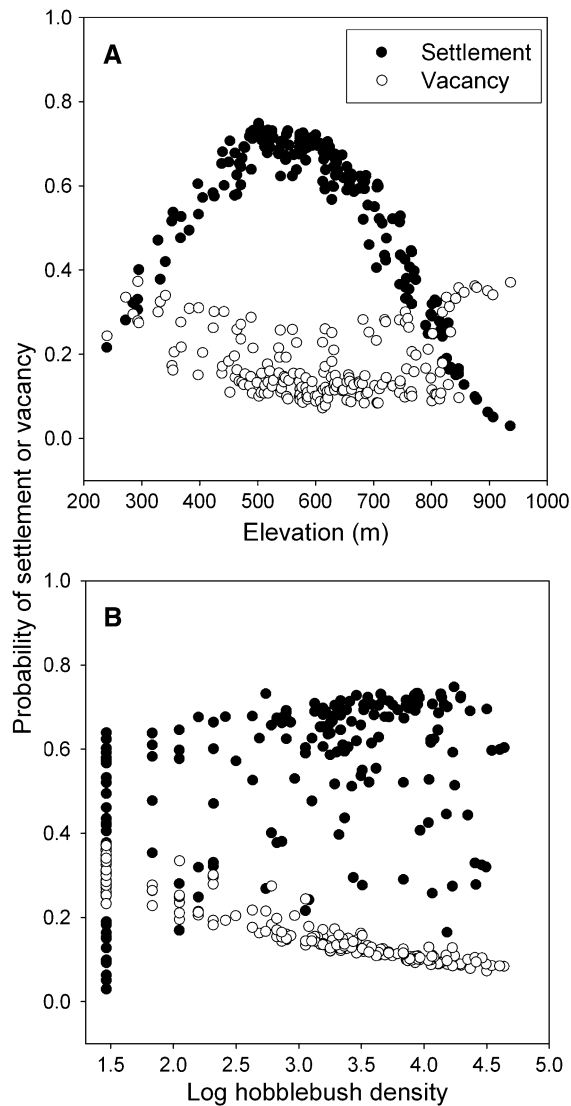 1.0
A
Settlement
Vacancy
0.8
0.6
0.4
0.2
0.0
200 300 400 500 600 700 800 900 1000
Elevation (m)
Probability of settlement or vacancy
1.0
B
0.8
0.6
0.4
0.2
0.0
1.5 2.0 2.5 3.0 3.5 4.0 4.5 5.0
Log hobblebush density